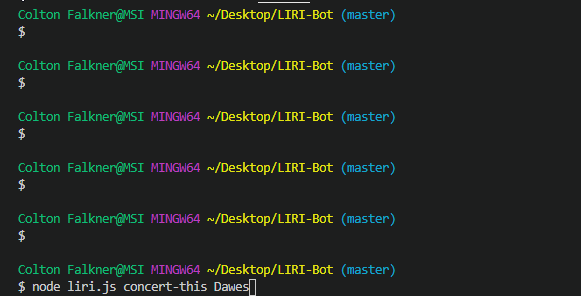 Colton Falkner@MSI MINGW64 ~/Desktop/LIRI-Bot (master)
$
Colton Falkner@MSI MINGW64 ~/Desktop/LIRI-Bot (master)
$
Colton Falkner@MSI MINGW64 ~/Desktop/LIRI-Bot (master)
$
Colton Falkner@MSI MINGW64 ~/Desktop/LIRI-Bot (master)
$
Colton Falkner@MSI MINGW64 ~/Desktop/LIRI-Bot (master)
$
Colton Falkner@MSI MINGW64 ~/Desktop/LIRI-Bot (master)
$ node liri.js concert-this Dawes